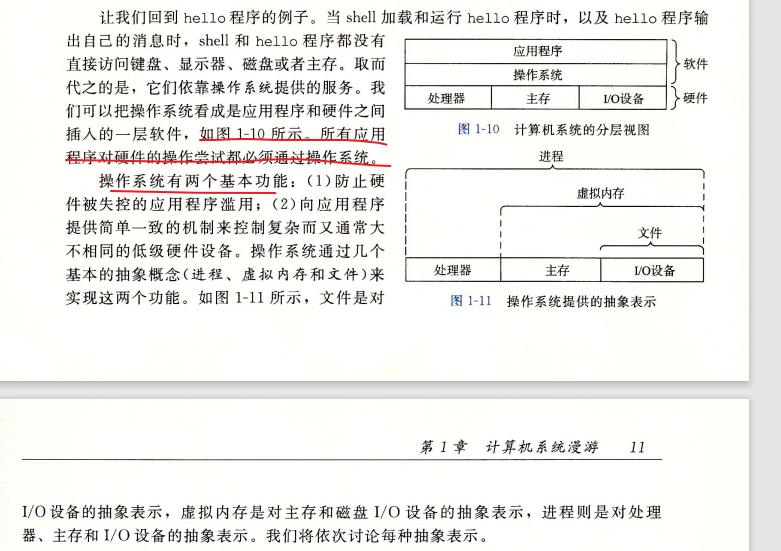 让我们回到 hello 程序的例子。当 shell 加载和运行 hello 程序时，以及 hello 程序输
出自己的消息时，shell 和 hello 程序都没有
直接访问键盘、显示器、磁盘或者主存。取而
代之的是，它们依靠操作系统提供的服务。我
们可以把操作系统看成是应用程序和硬件之间
插入的一层软件，如图 1-10 所示。所有应用
程序对硬件的操作尝试都必须通过操作系统。
操作系统有两个基本功能：(1)防止硬
件被失控的应用程序滥用；(2)向应用程序
提供简单一致的机制来控制复杂而又通常大
不相同的低级硬件设备。操作系统通过几个
基本的抽象概念(进程、虚拟内存和文件)来
实现这两个功能。如图 1-11 所示，文件是对
应用程序
操作系统
软件
处理器 主存 I/O设备
硬件
图 1-10 计算机系统的分层视图
进程
虚拟内存
文件
处理器 主存 I/O设备
图 1-11 操作系统提供的抽象表示
第 1 章 计算机系统漫游 11
I/O 设备的抽象表示，虚拟内存是对主存和磁盘 I/O 设备的抽象表示，进程则是对处理
器、主存和 I/O 设备的抽象表示。我们将依次讨论每种抽象表示。